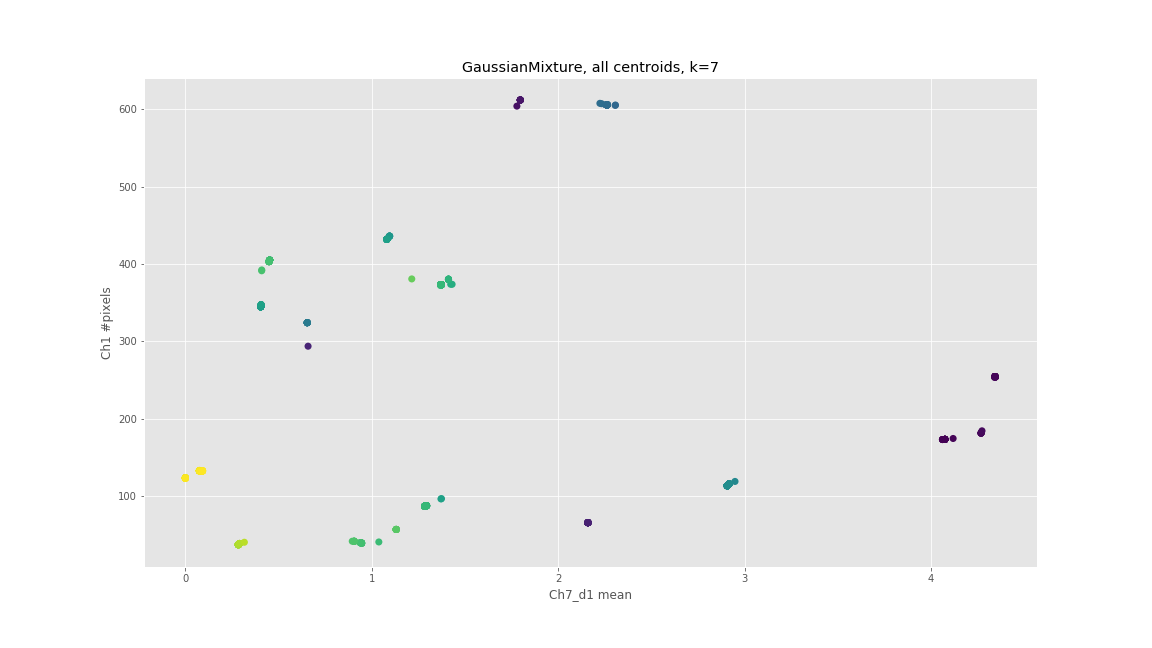 GaussianMixture, all centroids, k=7
600
500
400
300
200
100
Ch1 #pixels
0 1 2 3 4
Ch7_d1 mean